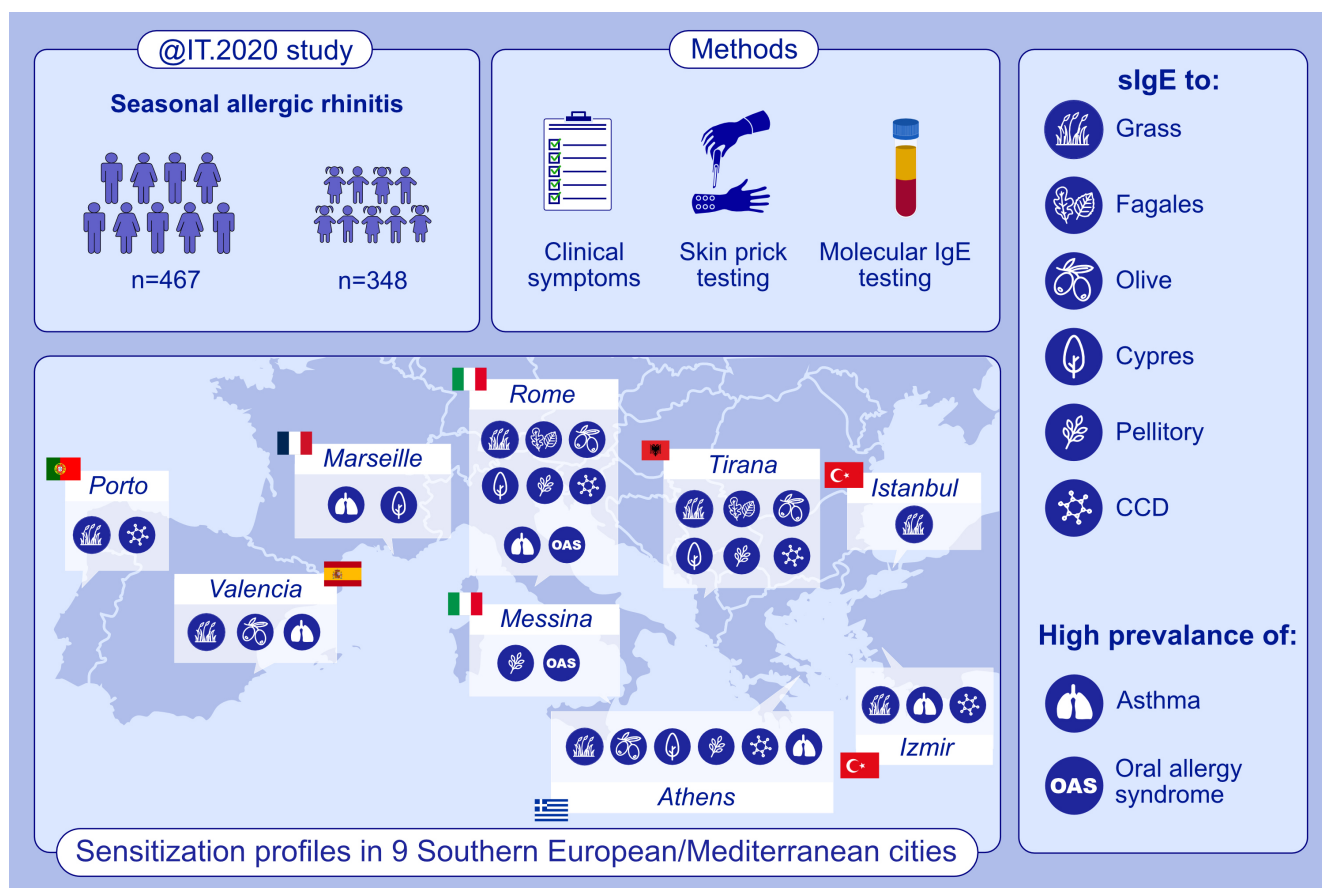 @IT.2020 study
Seasonal allergic rhinitis
n=467
n=348
Methods
Clinical
symptoms
Skin prick
testing
Molecular IgE
testing
sIgE to:
Grass
Fagales
Olive
Cypres
Pellitory
CCD
High prevalance of:
Asthma
OAS
Oral allergy
syndrome
Porto
Valencia
Marseille
Rome
OAS
Messina
OAS
Tirana
Istanbul
Izmir
Athens
Sensitization profiles in 9 Southern European/Mediterranean cities